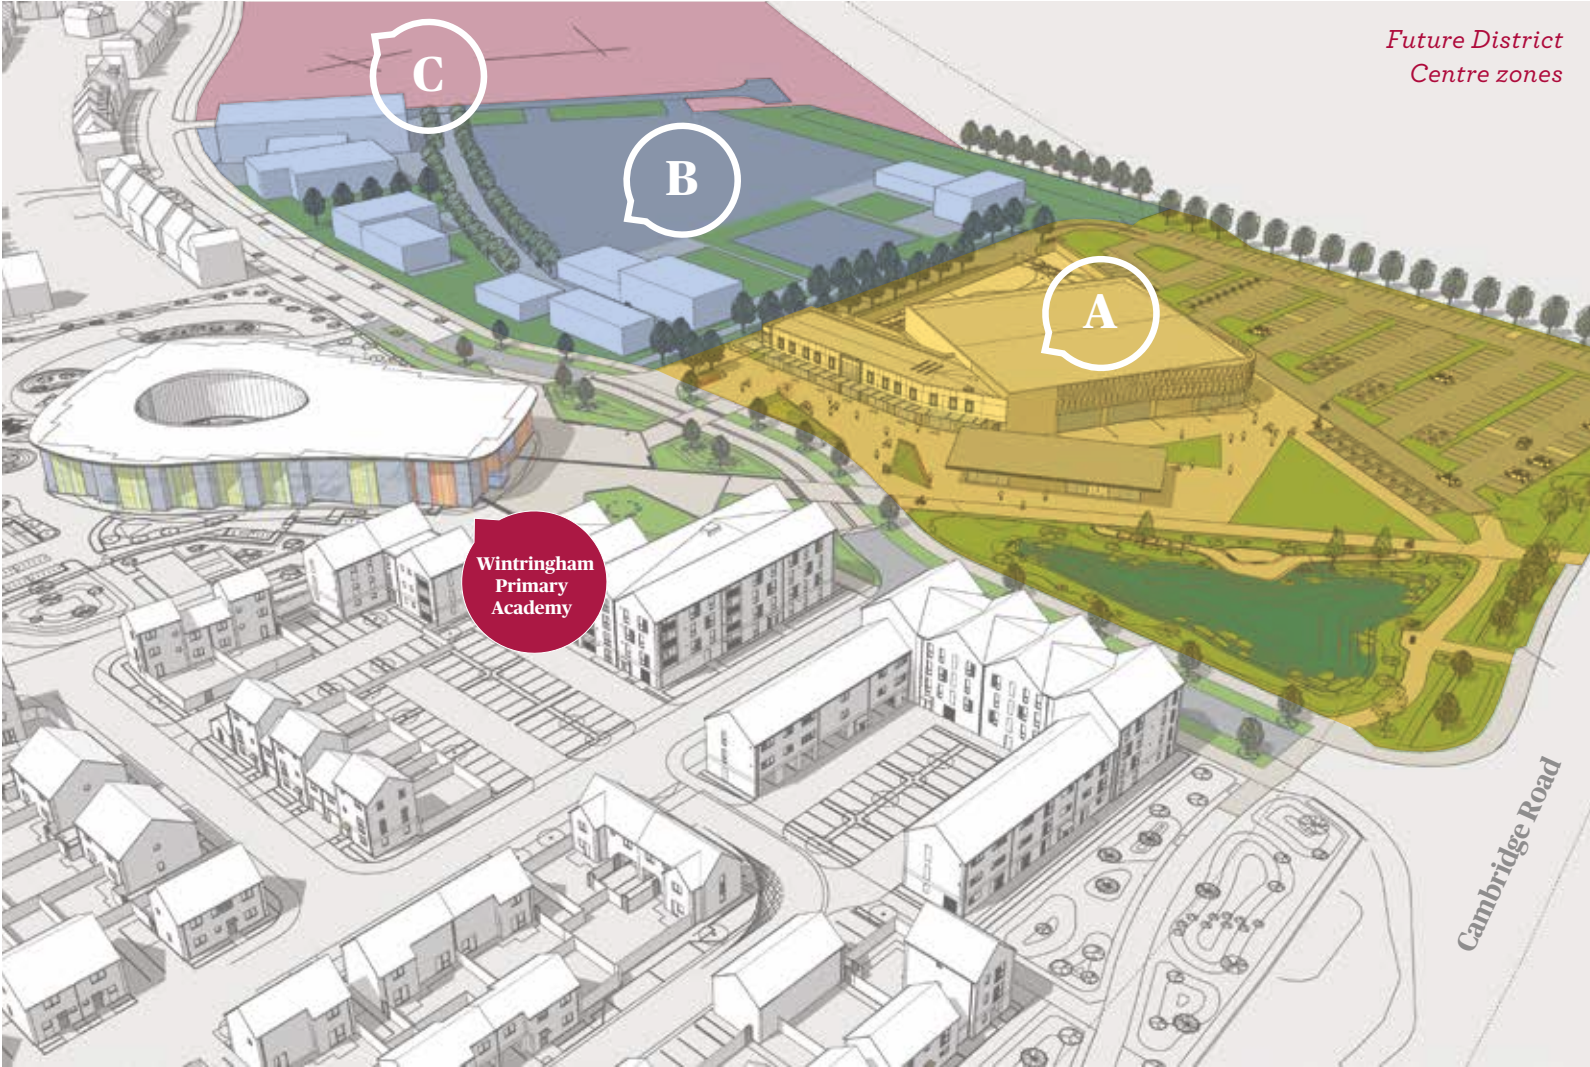 Future District
Centre zones
C
B
A
Wintringham
Primary
Academy
Cambridge Road